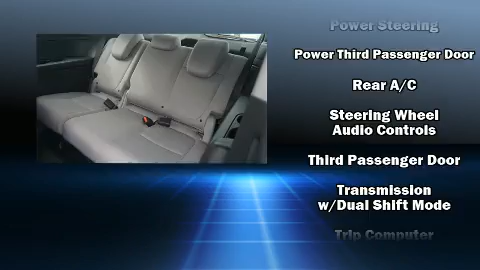 Power Steering
Power Third Passenger Door
Rear A/C
Steering Wheel
Audio Controls
Third Passenger Door
Transmission
w/Dual Shift Mode
Trip Computer